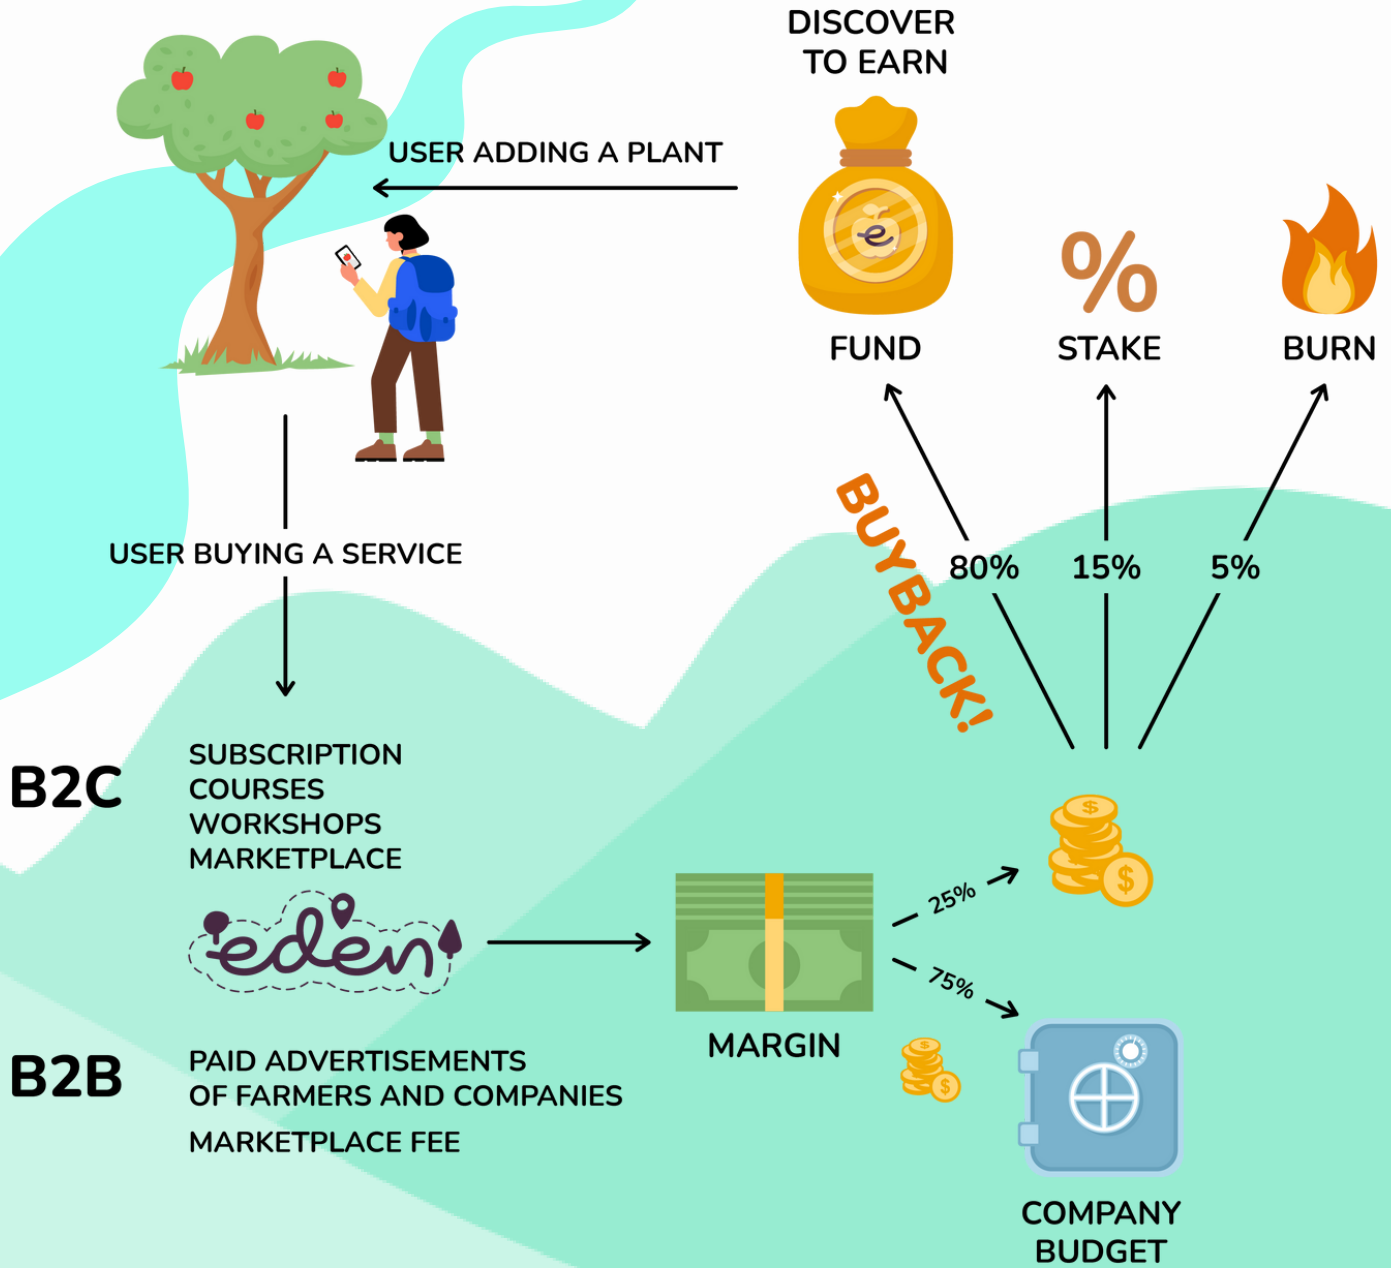 DISCOVER
TO EARN
USER ADDING A PLANT
e
%
FUND
STAKE
BURN
BUYBACK!
USER BUYING A SERVICE
80%
15%
5%
B2C
SUBSCRIPTION
COURSES
WORKSHOPS
MARKETPLACE
eden
$
$
25%
75%
MARGIN
B2B
PAID ADVERTISEMENTS
OF FARMERS AND COMPANIES
MARKETPLACE FEE
$
$
COMPANY
BUDGET